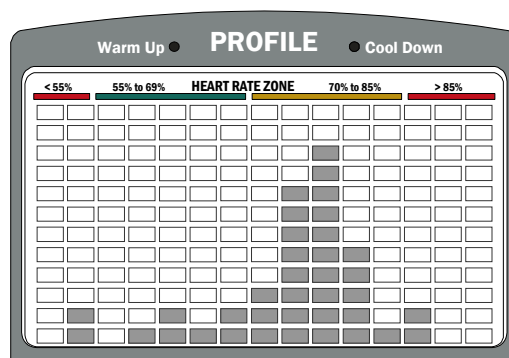 Warm Up PROFILE Cool Down
< 55% 55% to 69% HEART RATE ZONE 70% to 85% > 85%